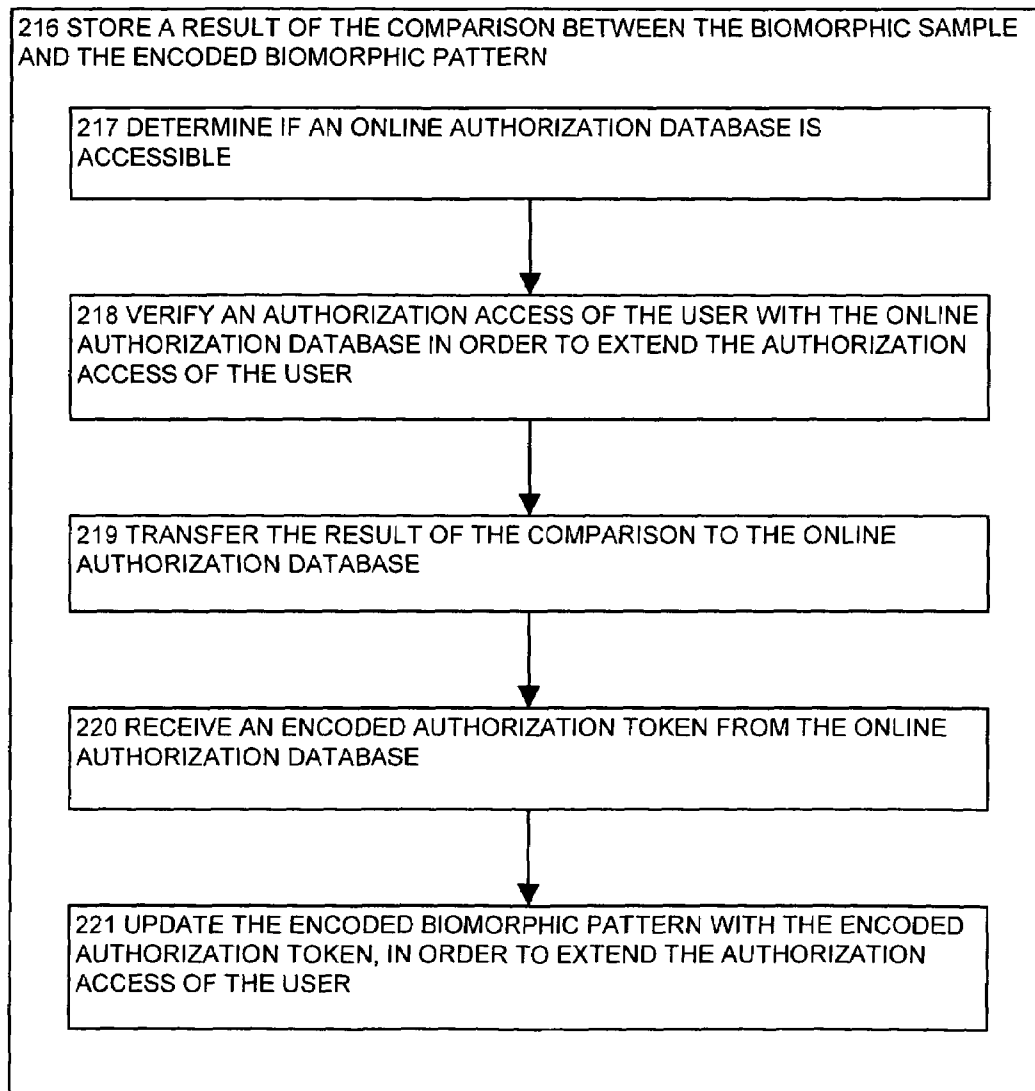 216 STORE A RESULT OF THE COMPARISON BETWEEN THE BIOMORPHIC SAMPLE
AND THE ENCODED BIOMORPHIC PATTERN
217 DETERMINE IF AN ONLINE AUTHORIZATION DATABASE IS
ACCESSIBLE
218 VERIFY AN AUTHORIZATION ACCESS OF THE USER WITH THE ONLINE
AUTHORIZATION DATABASE IN ORDER TO EXTEND THE AUTHORIZATION
ACCESS OF THE USER
219 TRANSFER THE RESULT OF THE COMPARISON TO THE ONLINE
AUTHORIZATION DATABASE
220 RECEIVE AN ENCODED AUTHORIZATION TOKEN FROM THE ONLINE
AUTHORIZATION DATABASE
221 UPDATE THE ENCODED BIOMORPHIC PATTERN WITH THE ENCODED
AUTHORIZATION TOKEN, IN ORDER TO EXTEND THE AUTHORIZATION
ACCESS OF THE USER